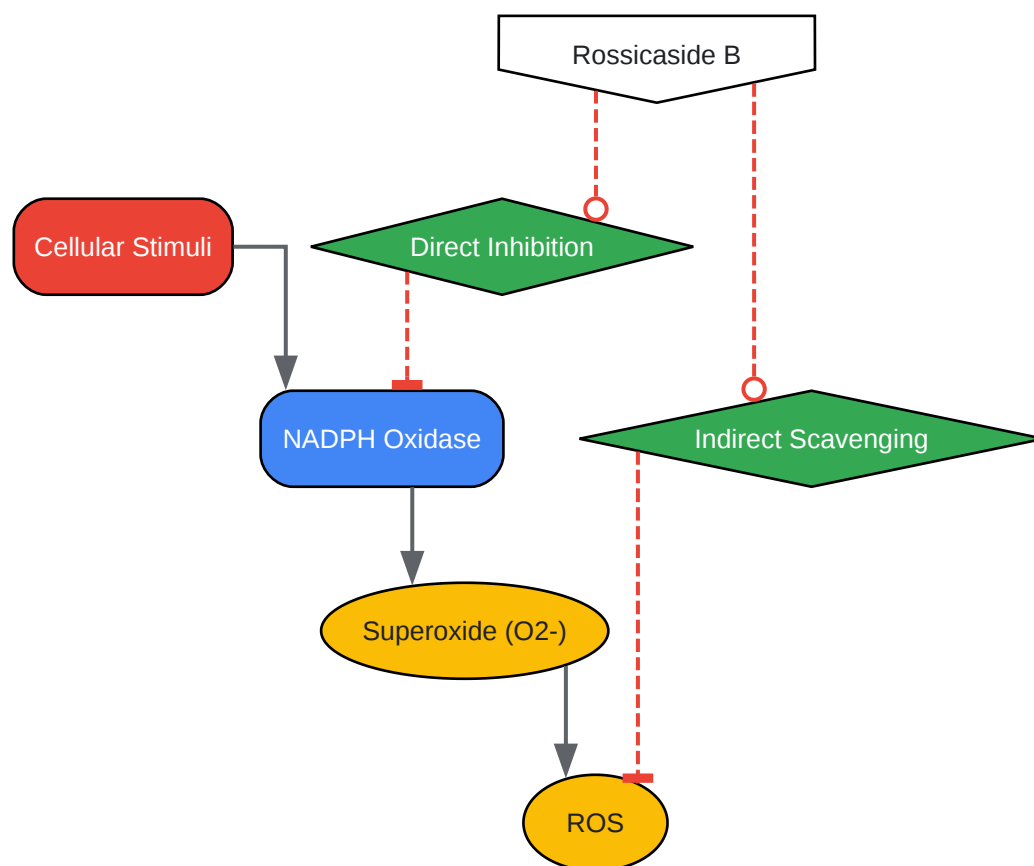 Rossicaside B
Cellular Stimuli
Direct Inhibition
NADPH Oxidase
Indirect Scavenging
Superoxide (O2-)
ROS